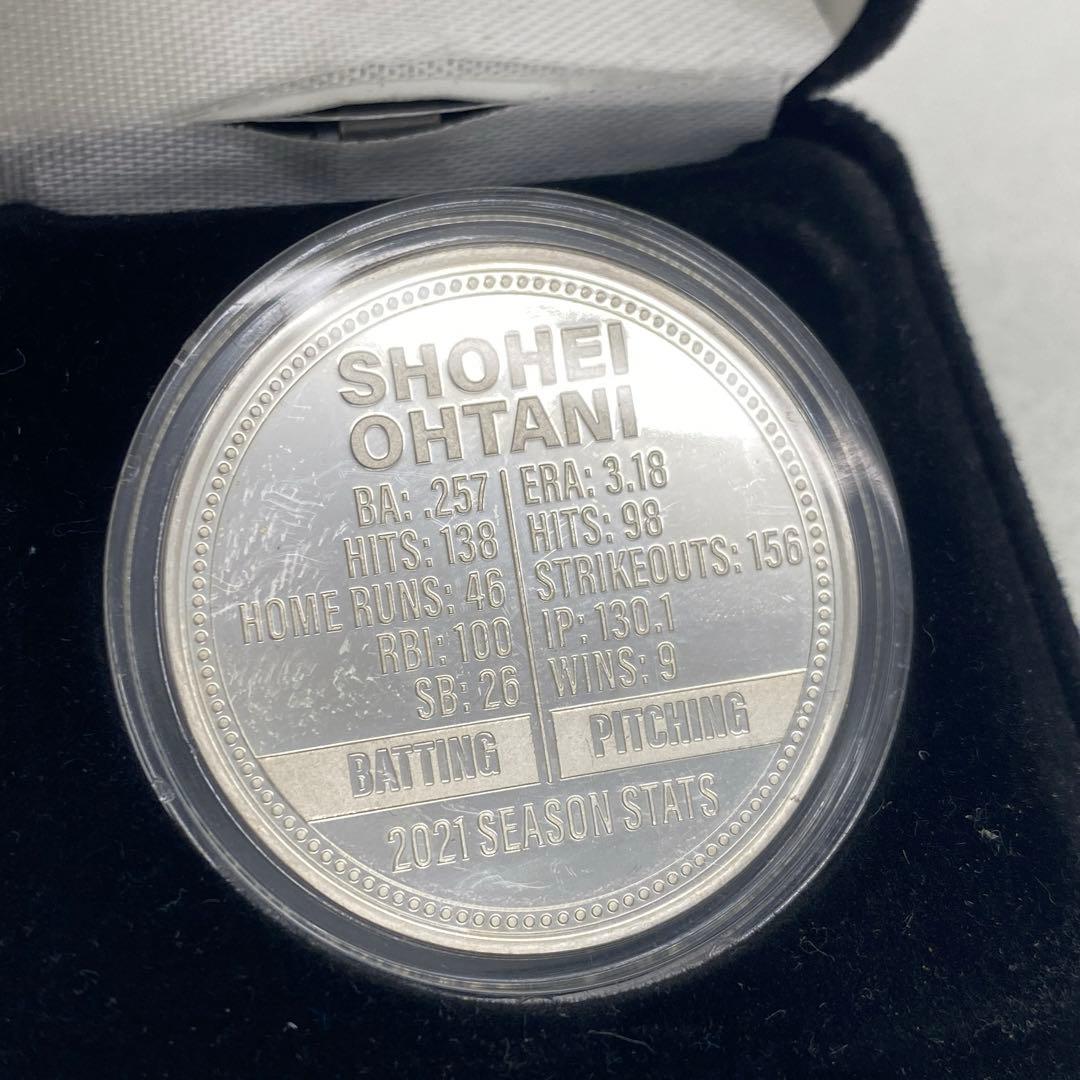 SHOHEI
OHTANI
BA: .257
HITS: 138
HOME RUNS: 46
RBI: 100
SB: 26
BATTING
ERA: 3.18
HITS: 98
STRIKEOUTS: 156
IP: 130.1
WINS: 9
PITCHING
2021 SEASON STATS